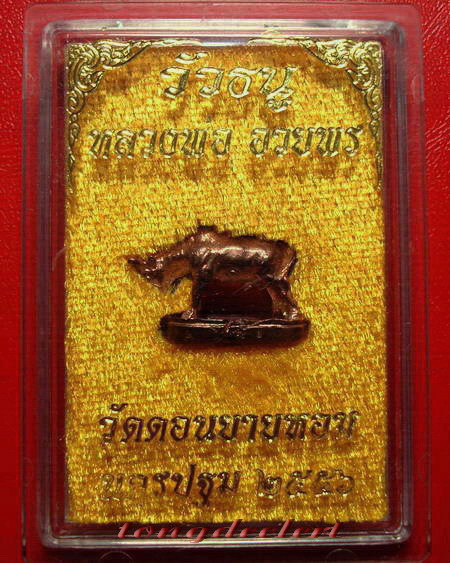 วัวธนู
หลวงพ่อ อวยพร
วัดดอนยายหอม
นครปฐม ๒๕๕๖